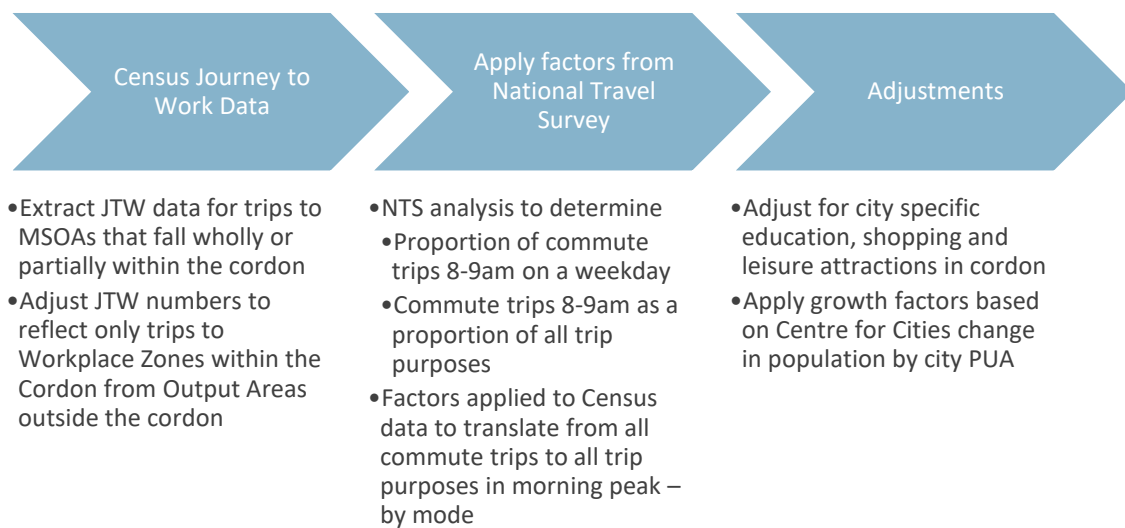 Census Journey to
Work Data
Apply factors from
National Travel
Survey
Adjustments
•Extract JTW data for trips to
MSOAs that fall wholly or
partially within the cordon
•Adjust JTW numbers to
reflect only trips to
Workplace Zones within the
Cordon from Output Areas
outside the cordon
•NTS analysis to determine
•Proportion of commute
trips 8-9am on a weekday
•Commute trips 8-9am as a
proportion of all trip
purposes
•Factors applied to Census
data to translate from all
commute trips to all trip
purposes in morning peak –
by mode
•Adjust for city specific
education, shopping and
leisure attractions in cordon
•Apply growth factors based
on Centre for Cities change
in population by city PUA